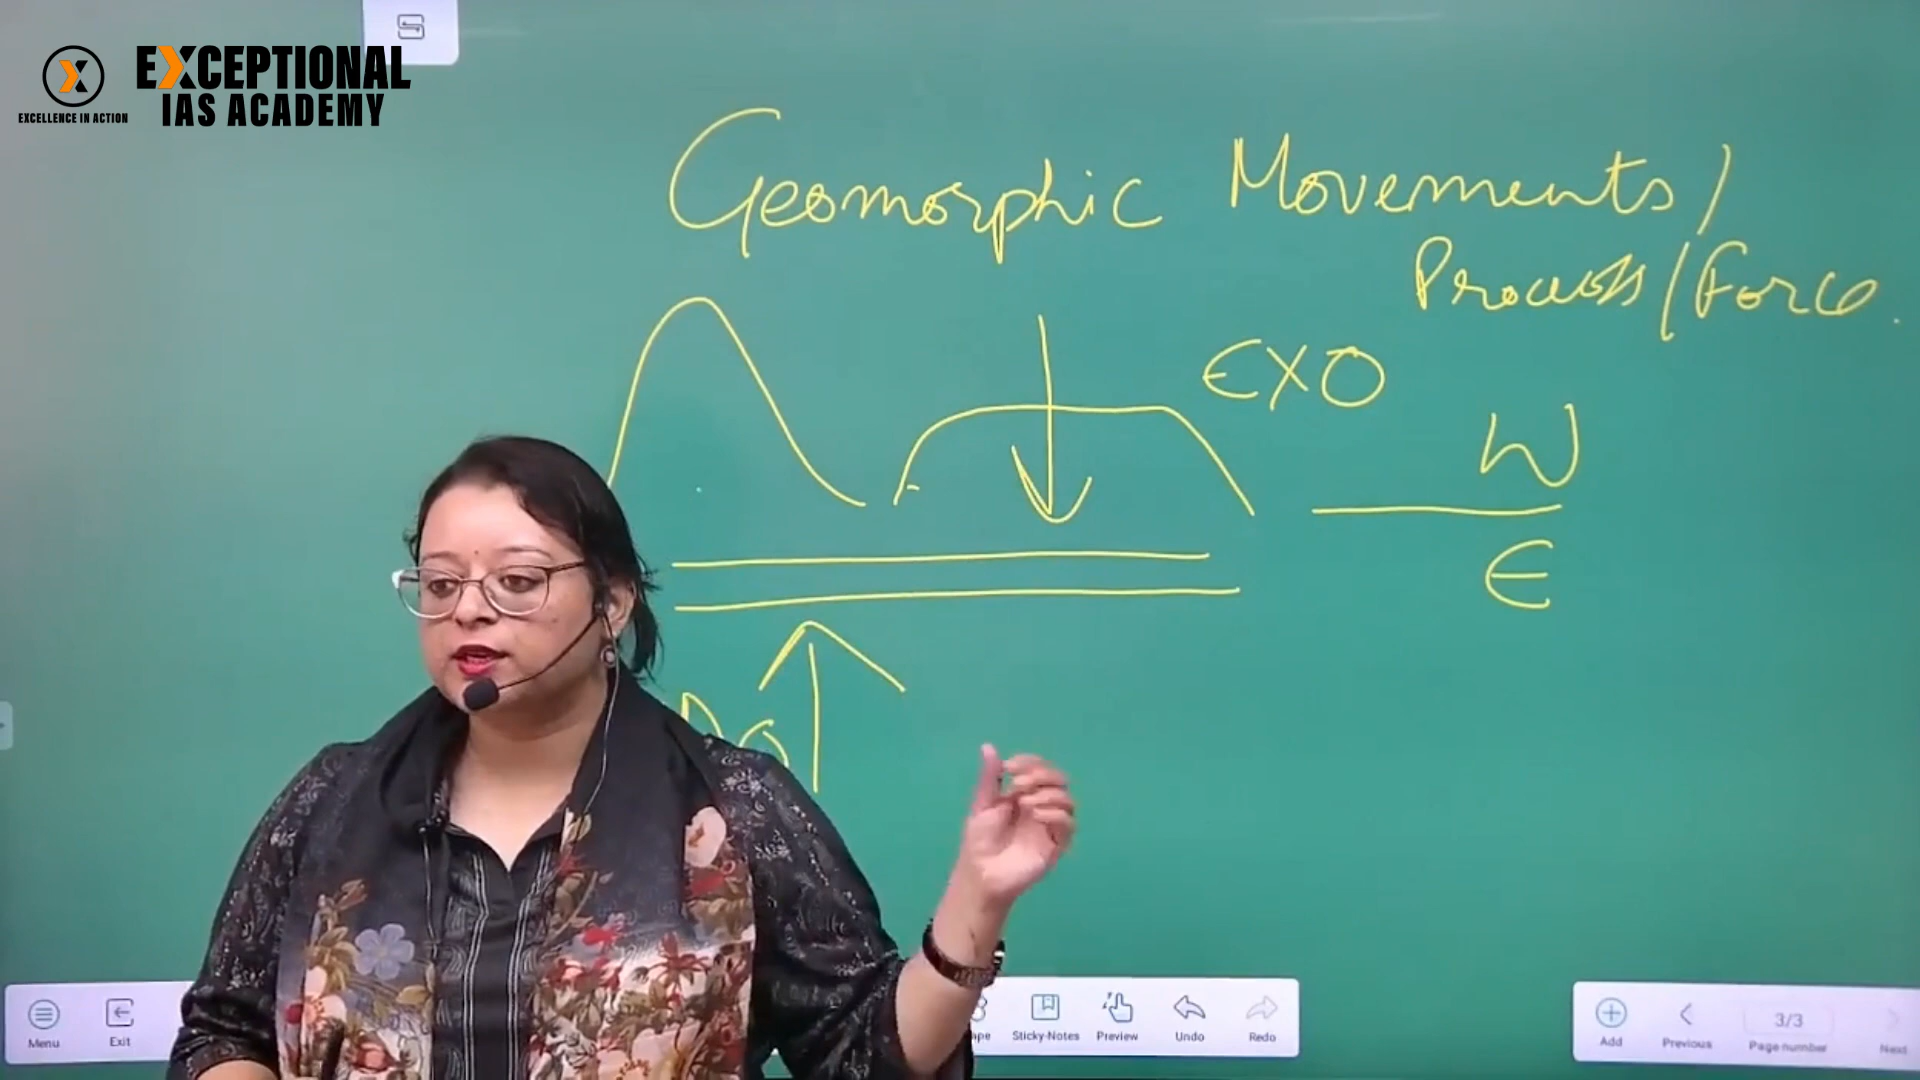 EXCEPTIONAL
IAS ACADEMY
EXCELLENCE IN ACTION
Geomorphic Movements/
Process/Force.
EXO
W
E
Menu
Exit
Sticky-Notes
Preview
Undo
Redo
Add
Previous
3/3
Page number
Next